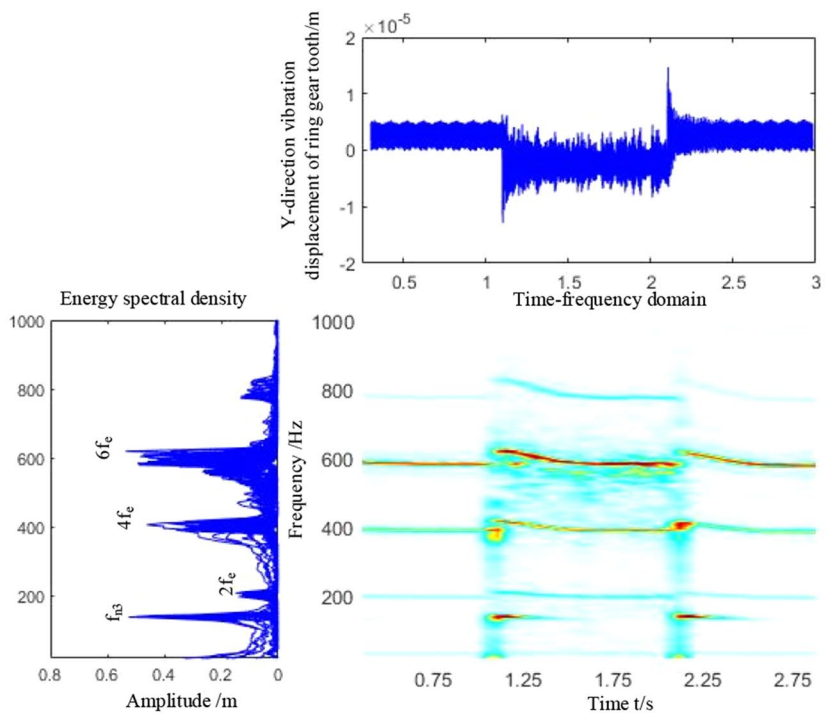 ×10⁻⁵
Y-direction vibration
displacement of ring gear tooth/m
2
1
0
-1
-2
0.5 1 1.5 2 2.5 3
Energy spectral density
Time-frequency domain
1000
800
600
400
200
6fₑ
4fₑ
2fₑ
fₙ₃
0.8 0.6 0.4 0.2 0
Amplitude /m
Frequency /Hz
1000
800
600
400
200
0.75 1.25 1.75 2.25 2.75
Time t/s